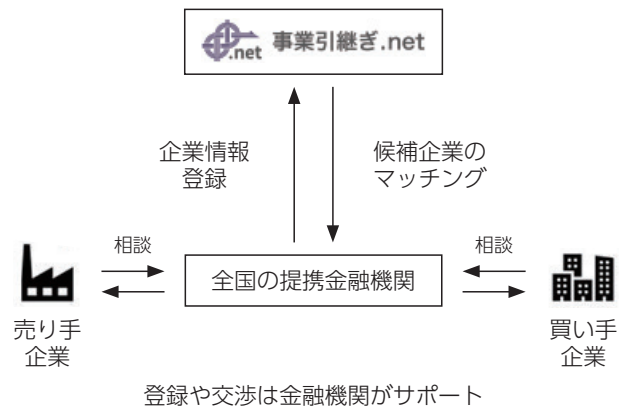 .net 事業引継ぎ.net
企業情報
登録
候補企業の
マッチング
相談
相談
全国の提携金融機関
売り手
企業
買い手
企業
登録や交渉は金融機関がサポート